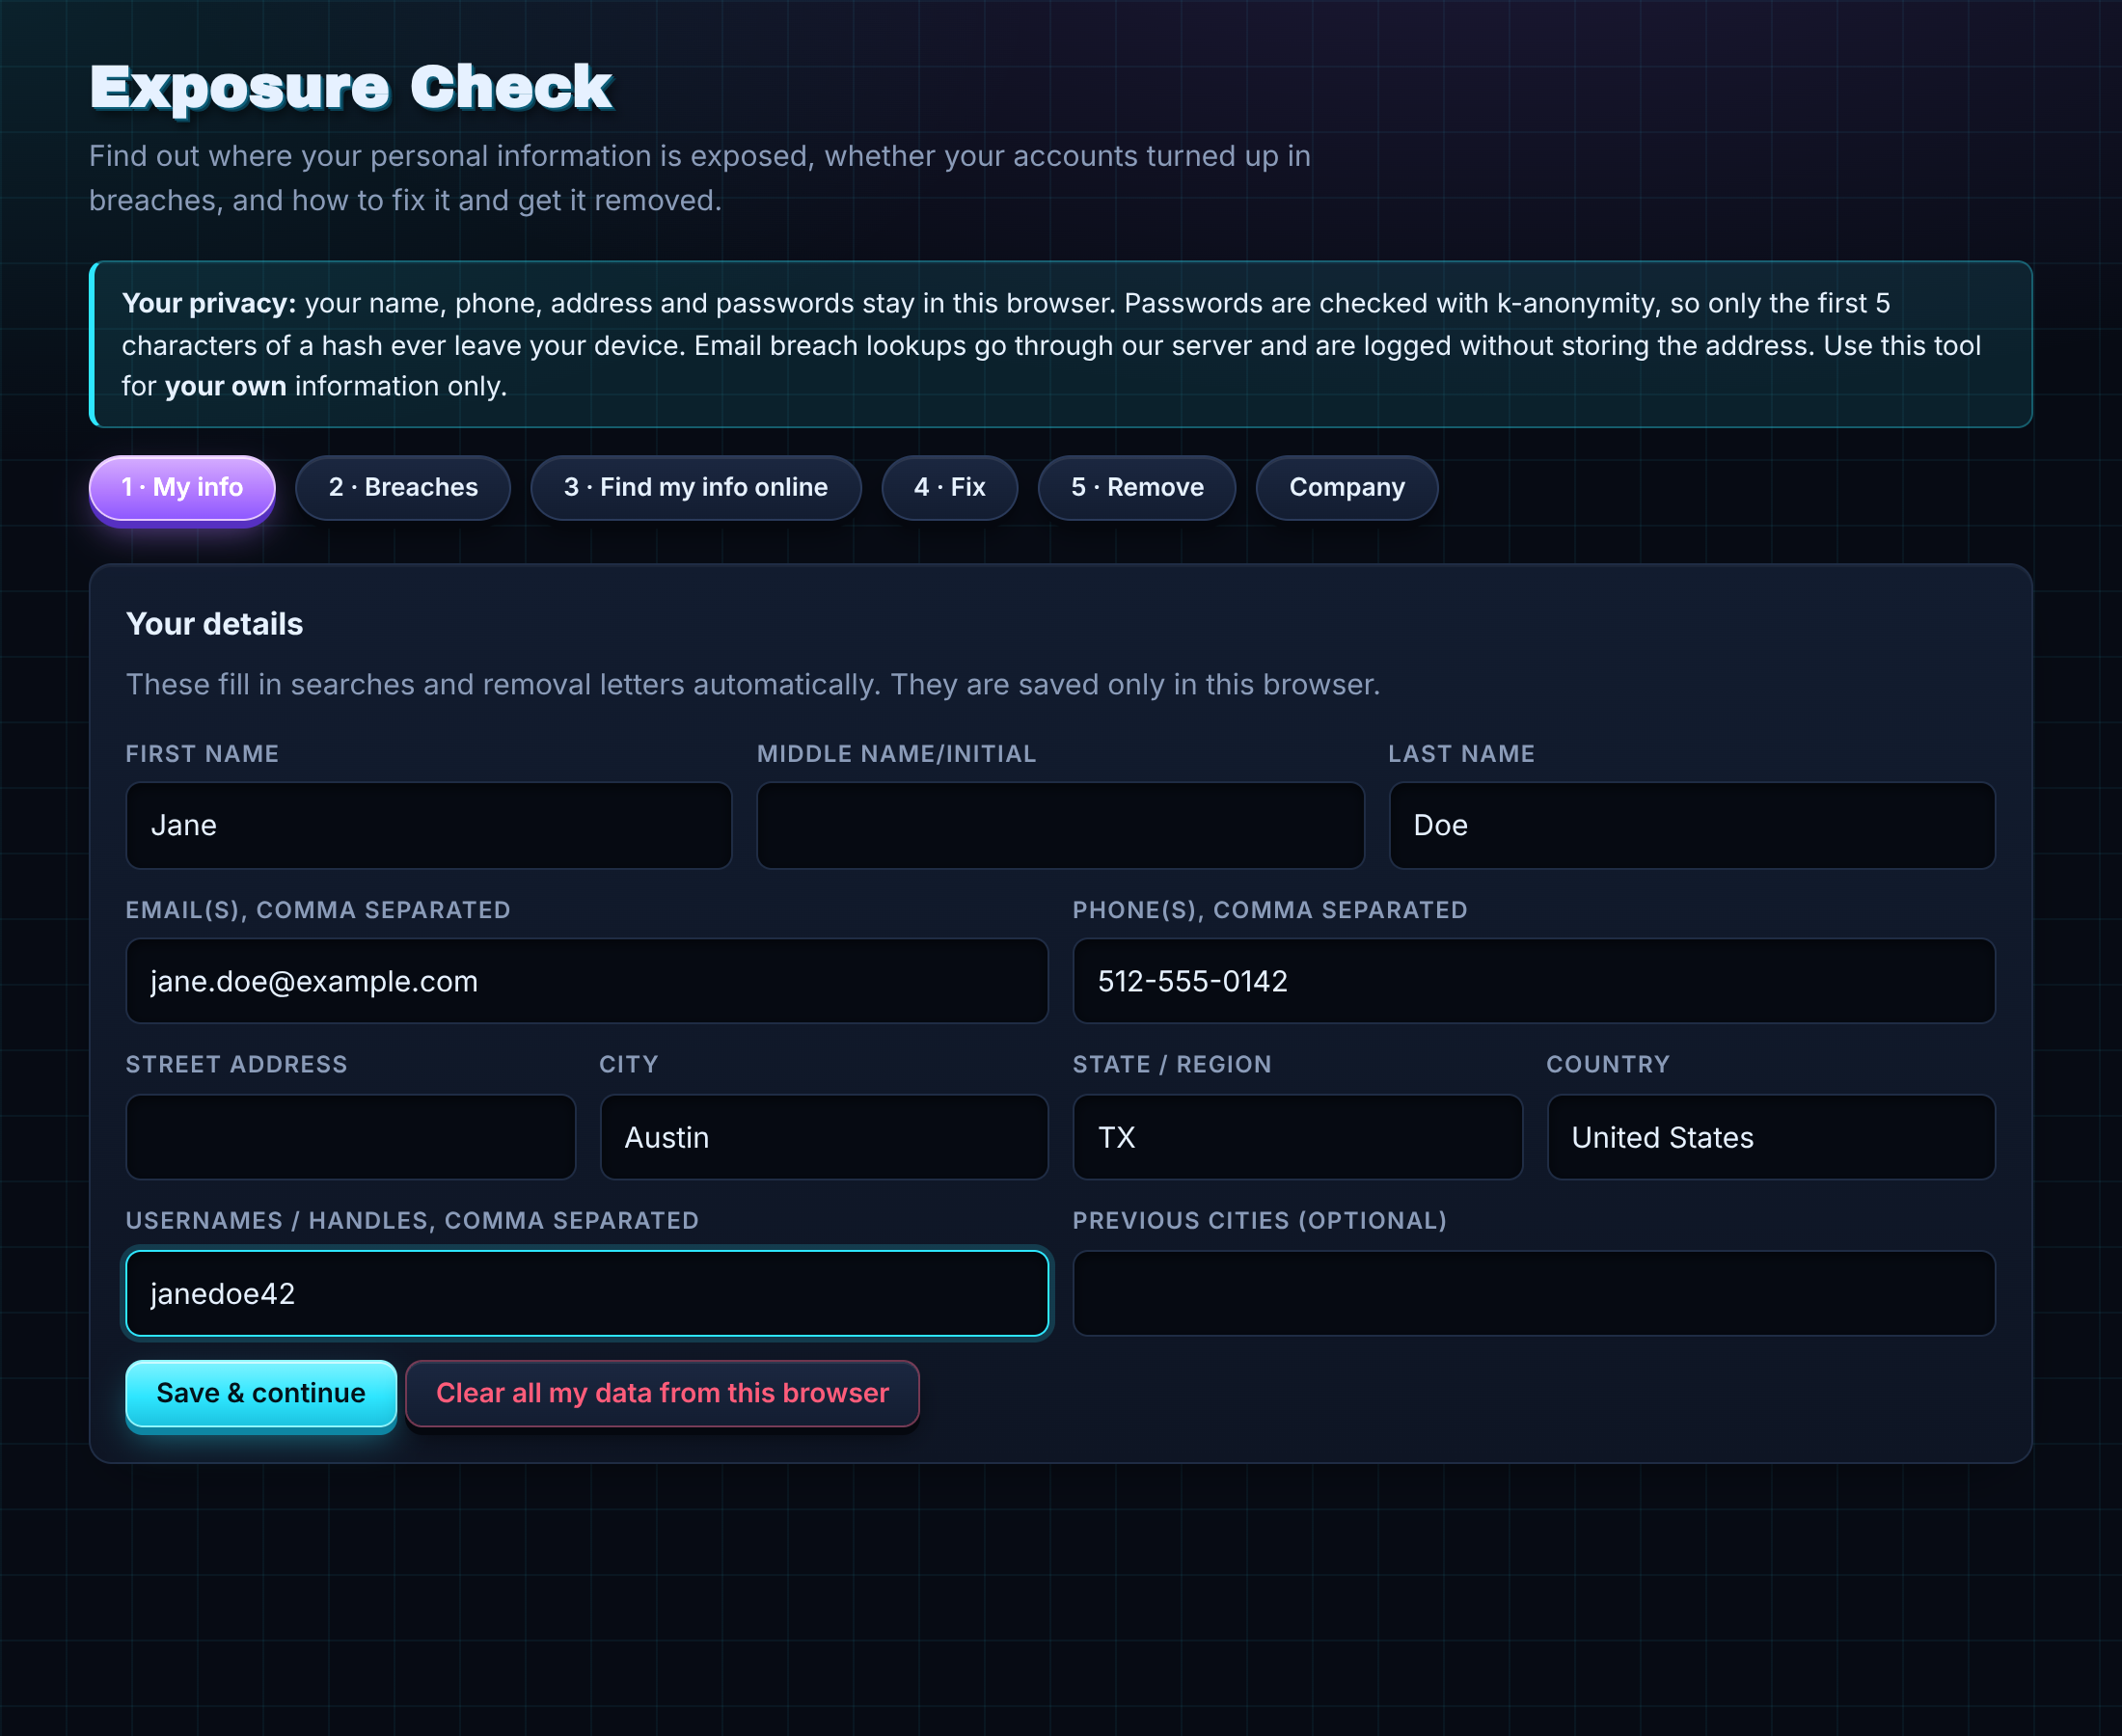 Exposure Check
Find out where your personal information is exposed, whether your accounts turned up in
breaches, and how to fix it and get it removed.
Your privacy: your name, phone, address and passwords stay in this browser. Passwords are checked with k-anonymity, so only the first 5
characters of a hash ever leave your device. Email breach lookups go through our server and are logged without storing the address. Use this tool
for your own information only.
1 · My info
2 · Breaches
3 · Find my info online
4 · Fix
5 · Remove
Company
Your details
These fill in searches and removal letters automatically. They are saved only in this browser.
FIRST NAME
MIDDLE NAME/INITIAL
LAST NAME
Jane
Doe
EMAIL(S), COMMA SEPARATED
PHONE(S), COMMA SEPARATED
jane.doe@example.com
512-555-0142
STREET ADDRESS
CITY
STATE / REGION
COUNTRY
Austin
TX
United States
USERNAMES / HANDLES, COMMA SEPARATED
PREVIOUS CITIES (OPTIONAL)
janedoe42
Save & continue
Clear all my data from this browser